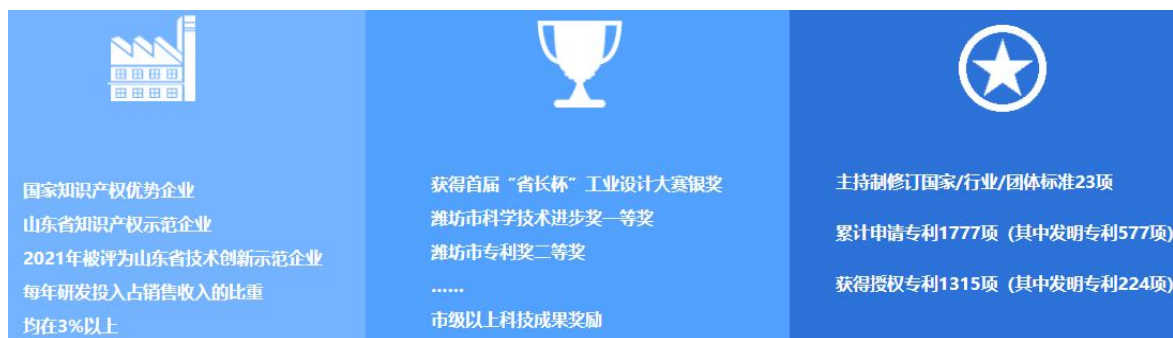 国家知识产权优势企业
山东省知识产权示范企业
2021年被评为山东省技术创新示范企业
每年研发投入占销售收入的比重
均在3%以上
获得首届“省长杯”工业设计大赛银奖
潍坊市科学技术进步奖一等奖
潍坊市专利奖二等奖
……
市级以上科技成果奖励
主持制修订国家/行业/团体标准23项
累计申请专利1777项（其中发明专利577项)
获得授权专利1315项（其中发明专利224项)